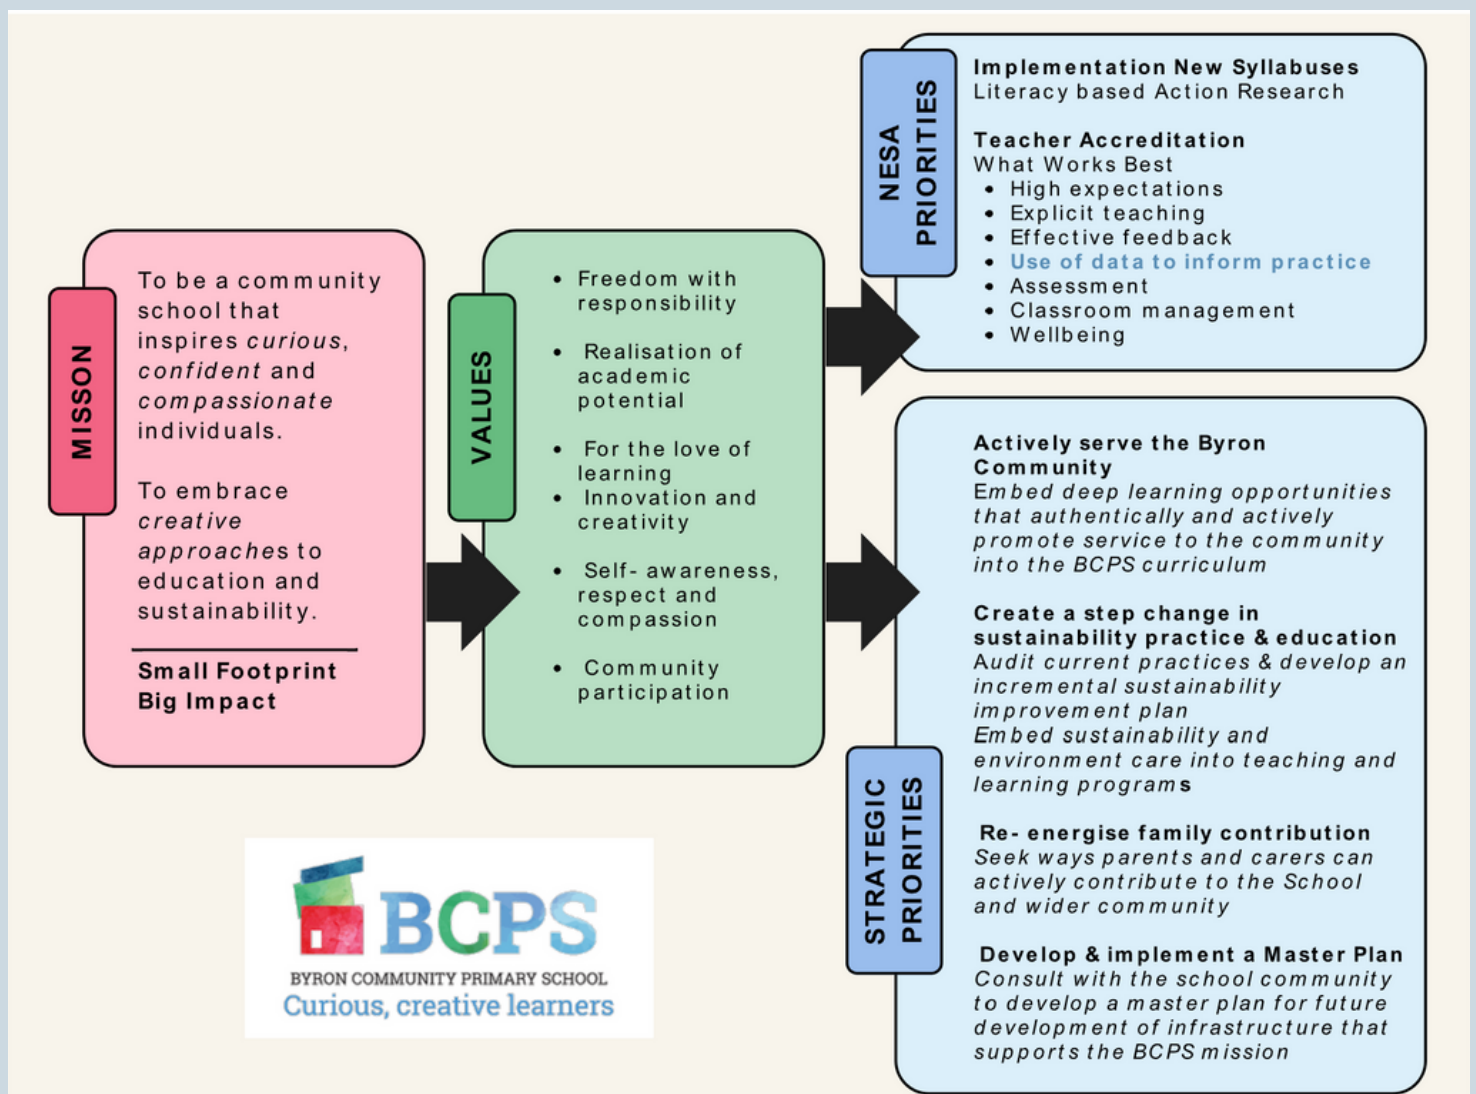 MISSON
To be a community
school that
inspires curious,
confident and
compassionate
individuals.
To embrace
creative
approaches to
education and
sustainability.
Small Footprint
Big Impact
VALUES
• Freedom with
responsibility
• Realisation of
academic
potential
• For the love of
learning
• Innovation and
creativity
• Self- awareness,
respect and
compassion
• Community
participation
NESA
PRIORITIES
Implementation New Syllabuses
Literacy based Action Research
Teacher Accreditation
What Works Best
• High expectations
• Explicit teaching
• Effective feedback
• Use of data to inform practice
• Assessment
• Classroom management
• Wellbeing
STRATEGIC
PRIORITIES
Actively serve the Byron
Community
Embed deep learning opportunities
that authentically and actively
promote service to the community
into the BCPS curriculum
Create a step change in
sustainability practice & education
Audit current practices & develop an
incremental sustainability
improvement plan
Embed sustainability and
environment care into teaching and
learning programs
Re- energise family contribution
Seek ways parents and carers can
actively contribute to the School
and wider community
Develop & implement a Master Plan
Consult with the school community
to develop a master plan for future
development of infrastructure that
supports the BCPS mission
BCPS
BYRON COMMUNITY PRIMARY SCHOOL
Curious, creative learners